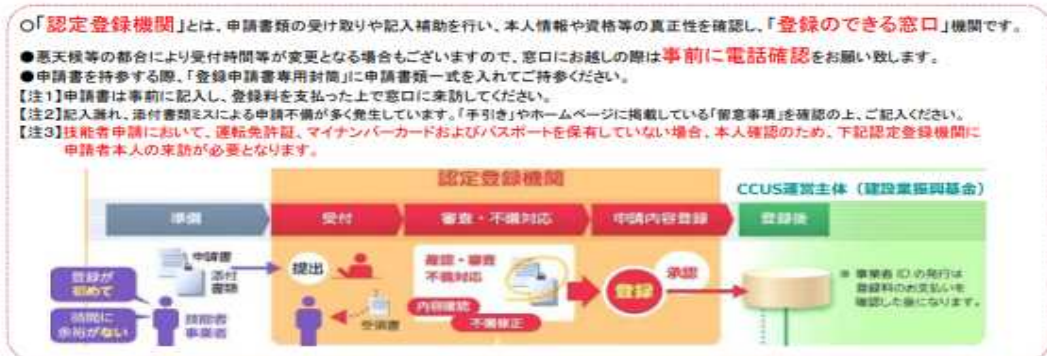 ○「認定登録機関」とは、申請書類の受け取りや記入補助を行い、本人情報や資格等の真正性を確認し、「登録のできる窓口」機関です。
●悪天候等の都合により受付時間等が変更となる場合もございますので、窓口にお越しの際は事前に電話確認をお願い致します。
●申請書を持参する際、「登録申請書専用封筒」に申請書類一式を入れてご持参ください。
【注1】申請書は事前に記入し、登録料を支払った上で窓口に来訪してください。
【注2】記入漏れ、添付書類ミスによる申請不備が多く発生しています。「手引き」やホームページに掲載している「留意事項」を確認の上、ご記入ください。
【注3】技能者申請において、運転免許証、マイナンバーカードおよびパスポートを保有していない場合、本人確認のため、下記認定登録機関に
申請者本人の来訪が必要となります。
認定登録機関
CCUS運営主体（建設業振興基金）
準備
受付
審査・不備対応
申請内容登録
登録後
登録が
初めて
時間に
余裕がない
申請書
添付
書類
技能者
事業者
提出
受領書
確認・審査
不備対応
内容確認
不備修正
登録
承認
※ 事業者 ID の発行は
登録料のお支払いを
確認した後になります。